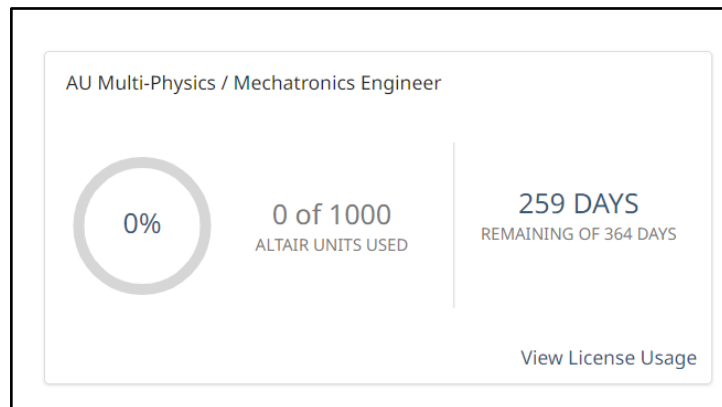 AU Multi-Physics / Mechatronics Engineer
0%
0 of 1000
ALTAIR UNITS USED
259 DAYS
REMAINING OF 364 DAYS
View License Usage